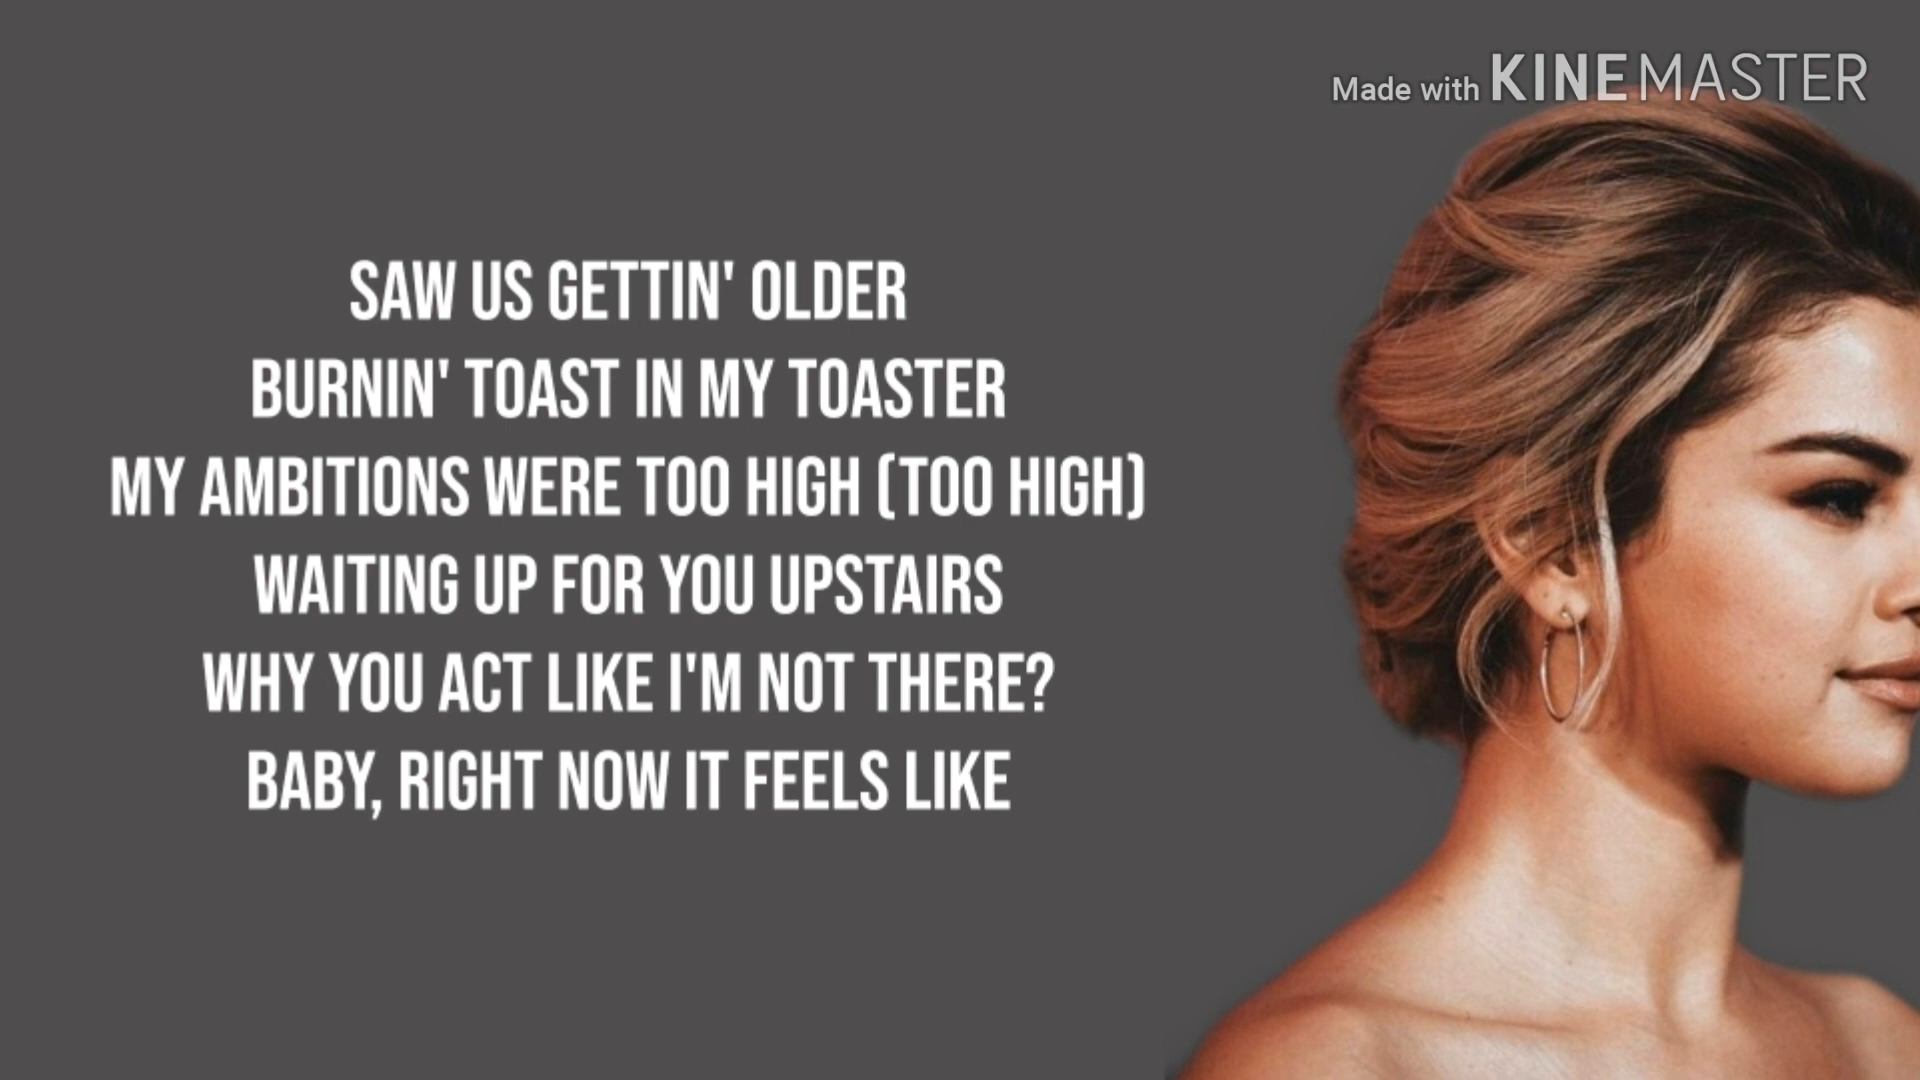 Made with KINEMASTER
SAW US GETTIN' OLDER
BURNIN' TOAST IN MY TOASTER
MY AMBITIONS WERE TOO HIGH (TOO HIGH)
WAITING UP FOR YOU UPSTAIRS
WHY YOU ACT LIKE I'M NOT THERE?
BABY, RIGHT NOW IT FEELS LIKE